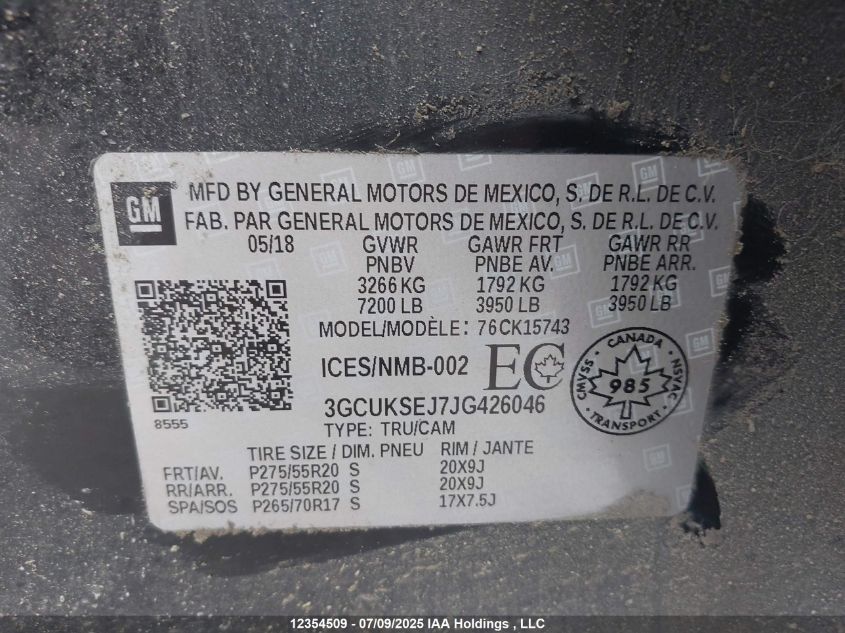 GM
MFD BY GENERAL MOTORS DE MEXICO, S. DE R.L. DE C.V.
FAB. PAR GENERAL MOTORS DE MEXICO, S. DE R.L. DE C.V.
05/18 GVWR GAWR FRT GAWR RR
PNBV PNBE AV. PNBE ARR.
3266 KG 1792 KG 1792 KG
7200 LB 3950 LB 3950 LB
MODEL/MODÈLE: 76CK15743
ICES/NMB-002 EC
CANADA
CMVSS 985 NSVAC
TRANSPORT
3GCUKSEJ7JG426046
8555
TYPE: TRU/CAM
TIRE SIZE / DIM. PNEU RIM / JANTE
FRT/AV. P275/55R20 S 20X9J
RR/ARR. P275/55R20 S 20X9J
SPA/SOS P265/70R17 S 17X7.5J
12354509 - 07/09/2025 IAA Holdings , LLC